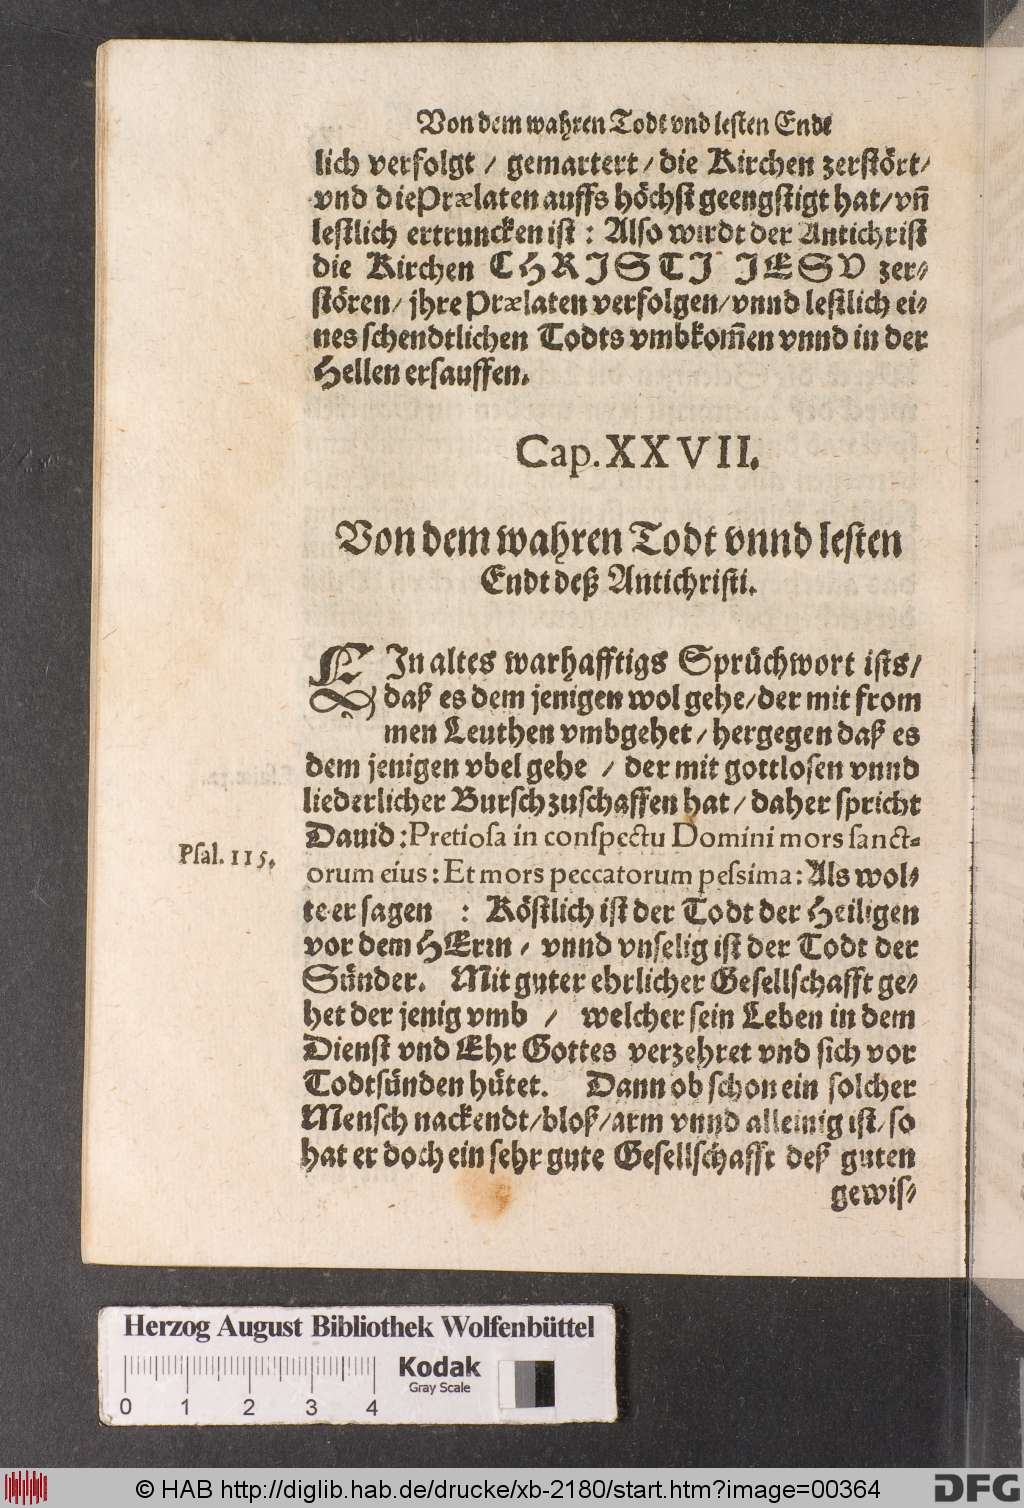 Von dem wahren Todt vnd lesten Endt
lich verfolgt / gemartert / die Kirchen zerstört /
vnd die Prælaten auffs höchst geengstigt hat / vñ
lestlich ertruncken ist : Also wirdt der Antichrist
die Kirchen CHRISTI IESV zer-
stören / jhre Prælaten verfolgen / vnnd lestlich ei-
nes schendtlichen Todts vmbkom̃en vnnd in der
Hellen ersauffen.
Cap. XXVII.
Von dem wahren Todt vnnd lesten
Endt deß Antichristi.
EIn altes warhafftigs Sprüchwort ists /
daß es dem jenigen wol gehe / der mit from
men Leuthen vmbgehet / hergegen daß es
dem jenigen vbel gehe / der mit gottlosen vnnd
liederlicher Bursch zuschaffen hat / daher spricht
Dauid : Pretiosa in conspectu Domini mors sanct-
Psal. 115.
orum eius : Et mors peccatorum pessima : Als wol-
te er sagen : Köstlich ist der Todt der Heiligen
vor dem HErrn / vnnd vnselig ist der Todt der
Sünder. Mit guter ehrlicher Gesellschafft ge-
het der jenig vmb / welcher sein Leben in dem
Dienst vnd Ehr Gottes verzehret vnd sich vor
Todtsünden hütet. Dann ob schon ein solcher
Mensch nackendt / bloß / arm vnnd alleinig ist / so
hat er doch ein sehr gute Gesellschafft deß guten
gewis-
Herzog August Bibliothek Wolfenbüttel
Kodak
Gray Scale
0 1 2 3 4
© HAB http://diglib.hab.de/drucke/xb-2180/start.htm?image=00364
DFG